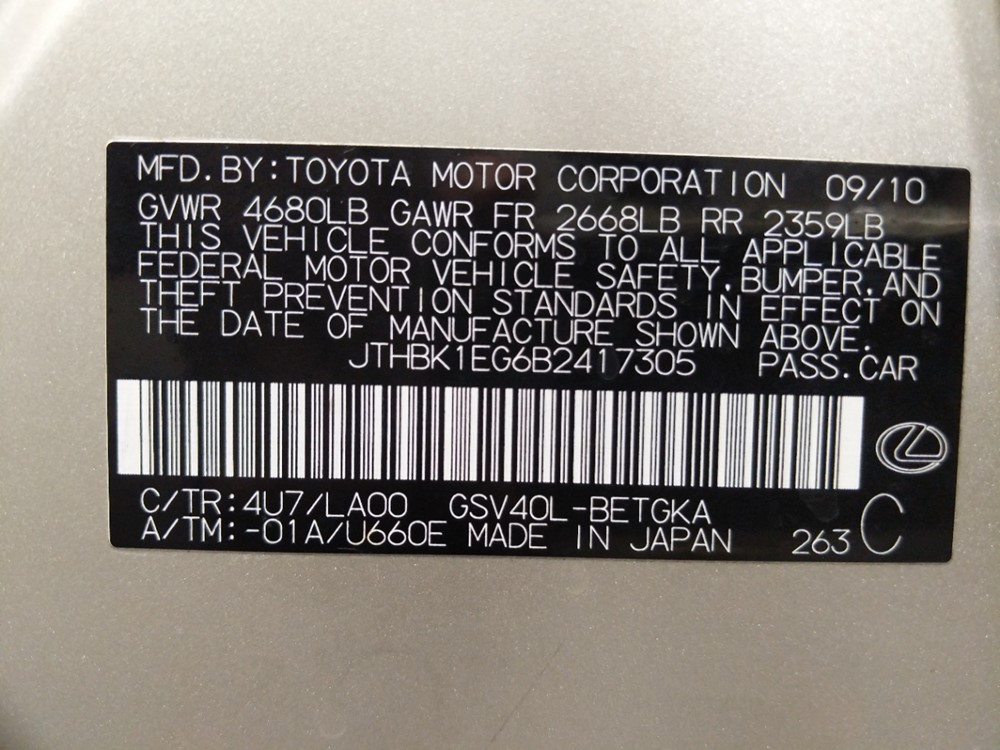 MFD.BY:TOYOTA MOTOR CORPORATION 09/10
GVWR 4680LB GAWR FR 2668LB RR 2359LB
THIS VEHICLE CONFORMS TO ALL APPLICABLE
FEDERAL MOTOR VEHICLE SAFETY,BUMPER,AND
THEFT PREVENTION STANDARDS IN EFFECT ON
THE DATE OF MANUFACTURE SHOWN ABOVE.
JTHBK1EG6B2417305 PASS.CAR
C/TR:4U7/LA00 GSV40L-BETGKA
A/TM:-01A/U660E MADE IN JAPAN 263 C